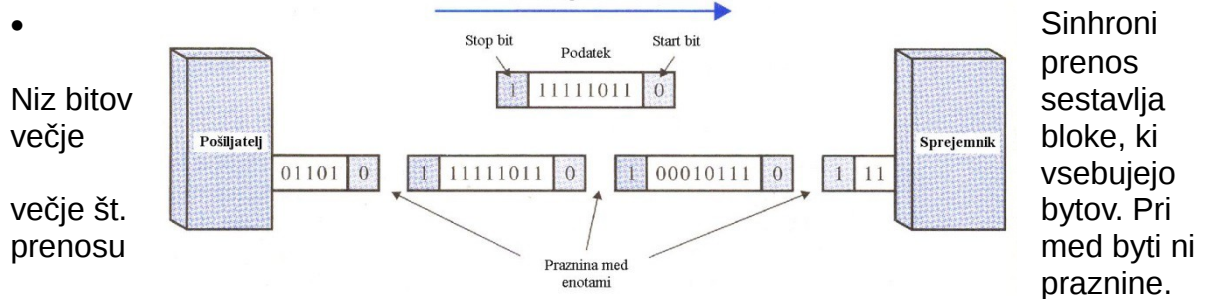 • Sinhroni
prenos
Niz bitov sestavlja
večje bloke, ki
vsebujejo
večje št. bytov. Pri
prenosu med byti ni
praznine.
Stop bit Podatek Start bit
1 11111011 0
Pošiljatelj
Sprejemnik
01101 0 1 11111011 0 1 00010111 0 1 11
Praznina med
enotami